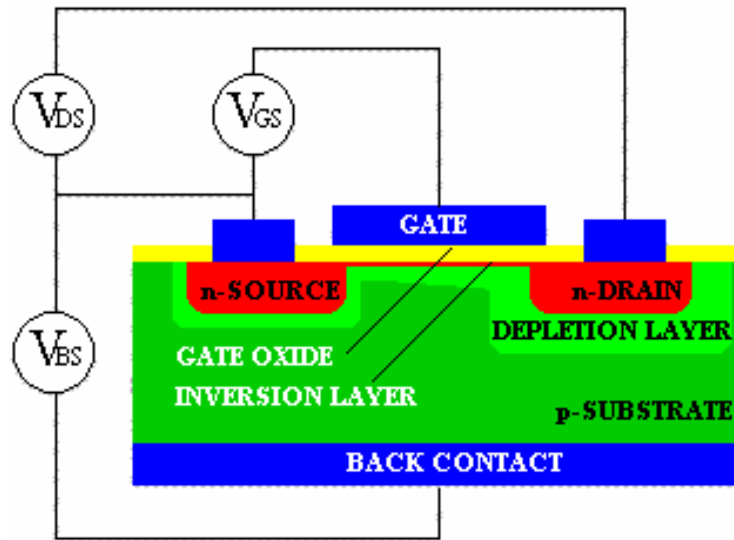 VDS
VGS
GATE
n-SOURCE
n-DRAIN
DEPLETION LAYER
VBS
GATE OXIDE
INVERSION LAYER
p-SUBSTRATE
BACK CONTACT